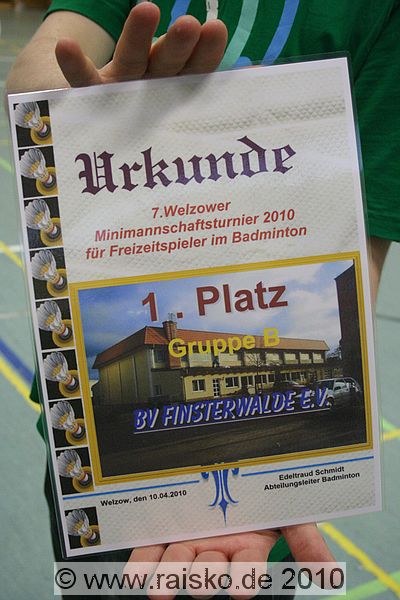 Urkunde
7.Welzower
Minimannschaftsturnier 2010
für Freizeitspieler im Badminton
1 . Platz
Gruppe B
BV FINSTERWALDE E.V.
Welzow, den 10.04.2010
Edeltraud Schmidt
Abteilungsleiter Badminton
© www.raisko.de 2010